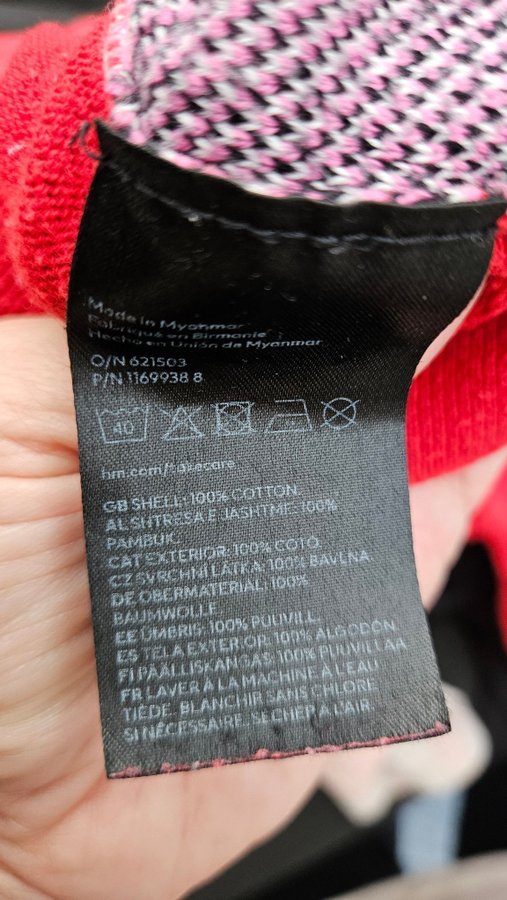 Made in Myanmar
Fabriqué en Birmanie
Hecho en Unión de Myanmar
O/N 621503
P/N 1169938 8
40
hm.com/takecare
GB SHELL: 100% COTTON.
AL SHTRESA E JASHTME: 100%
PAMBUK.
CAT EXTERIOR: 100% COTÓ.
CZ SVRCHNÍ LÁTKA: 100% BAVLNA.
DE OBERMATERIAL: 100%
BAUMWOLLE.
EE ÜMBRIS: 100% PUUVILL.
ES TELA EXTERIOR: 100% ALGODÓN.
FI PÄÄLLISKANGAS: 100% PUUVILLAA
FR LAVER À LA MACHINE À L'EAU
TIÈDE, BLANCHIR SANS CHLORE
SI NÉCESSAIRE, SÉCHER À L'AIR.